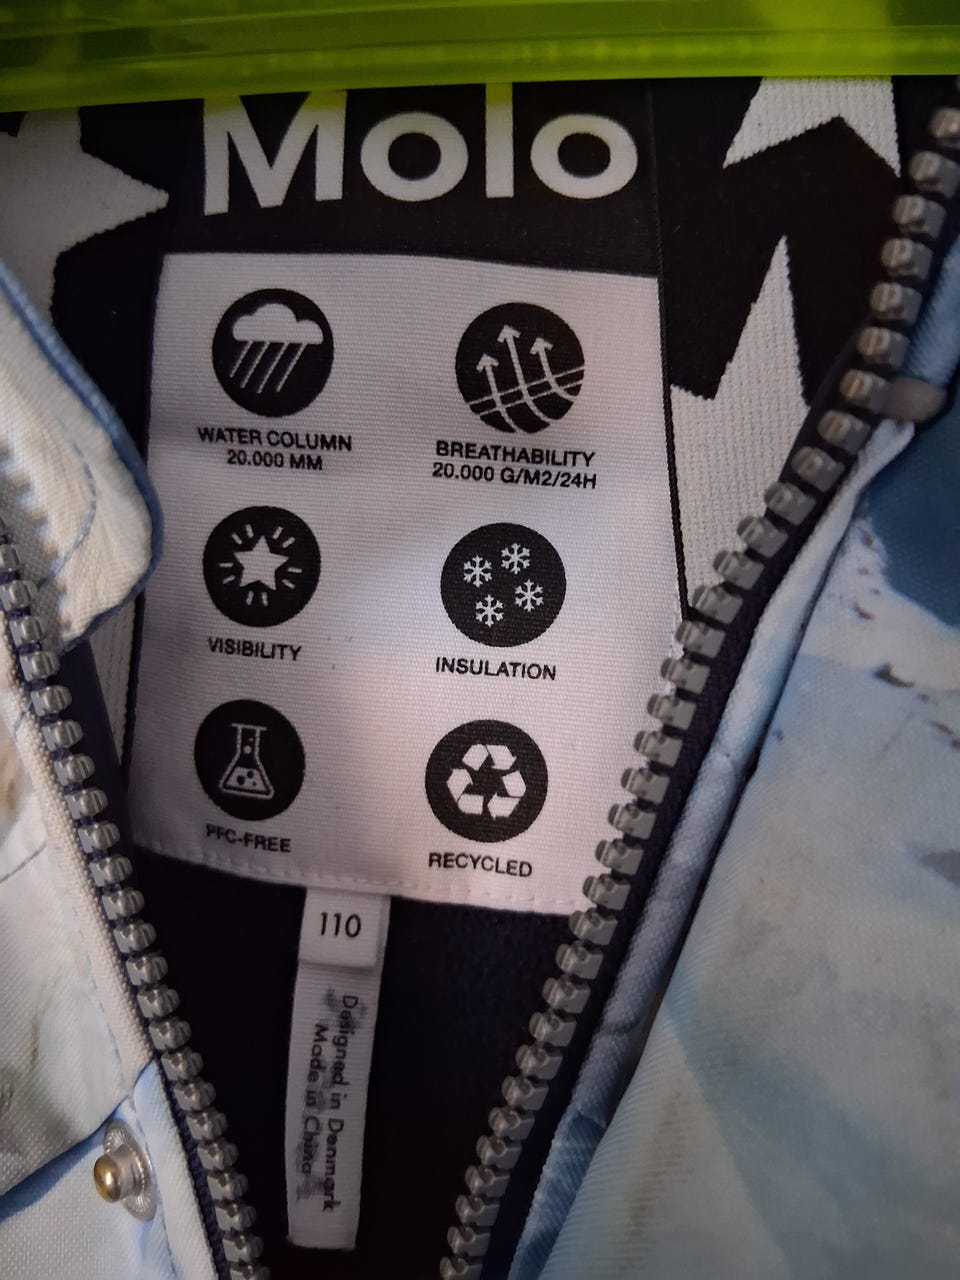 Molo
WATER COLUMN
20.000 MM
BREATHABILITY
20.000 G/M2/24H
VISIBILITY
INSULATION
PFC-FREE
RECYCLED
110
Designed in Denmark
Made in China